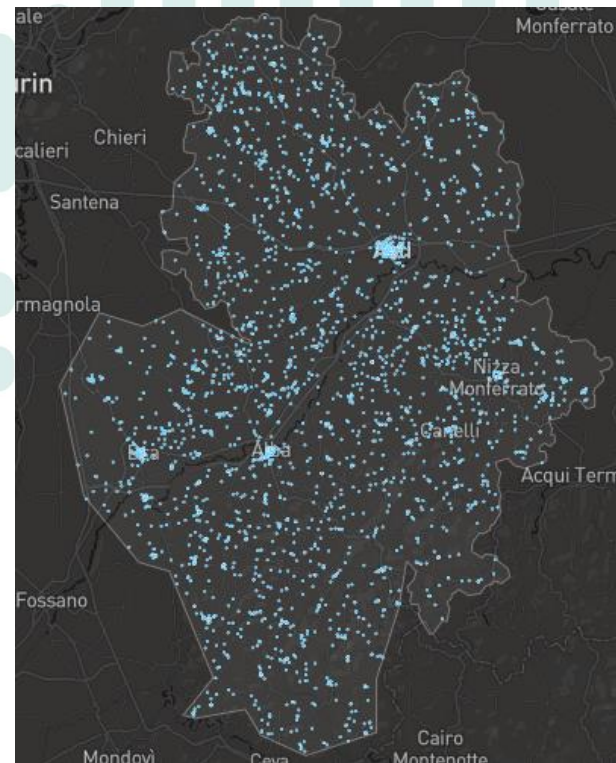 Casale
Monferrato
ale
urin
Chieri
calieri
Santena
rmagnola
Asti
Nizza
Monferrato
Canelli
Bra
Alba
Acqui Term
Fossano
Cairo
Montenotte
Mondovì
Ceva